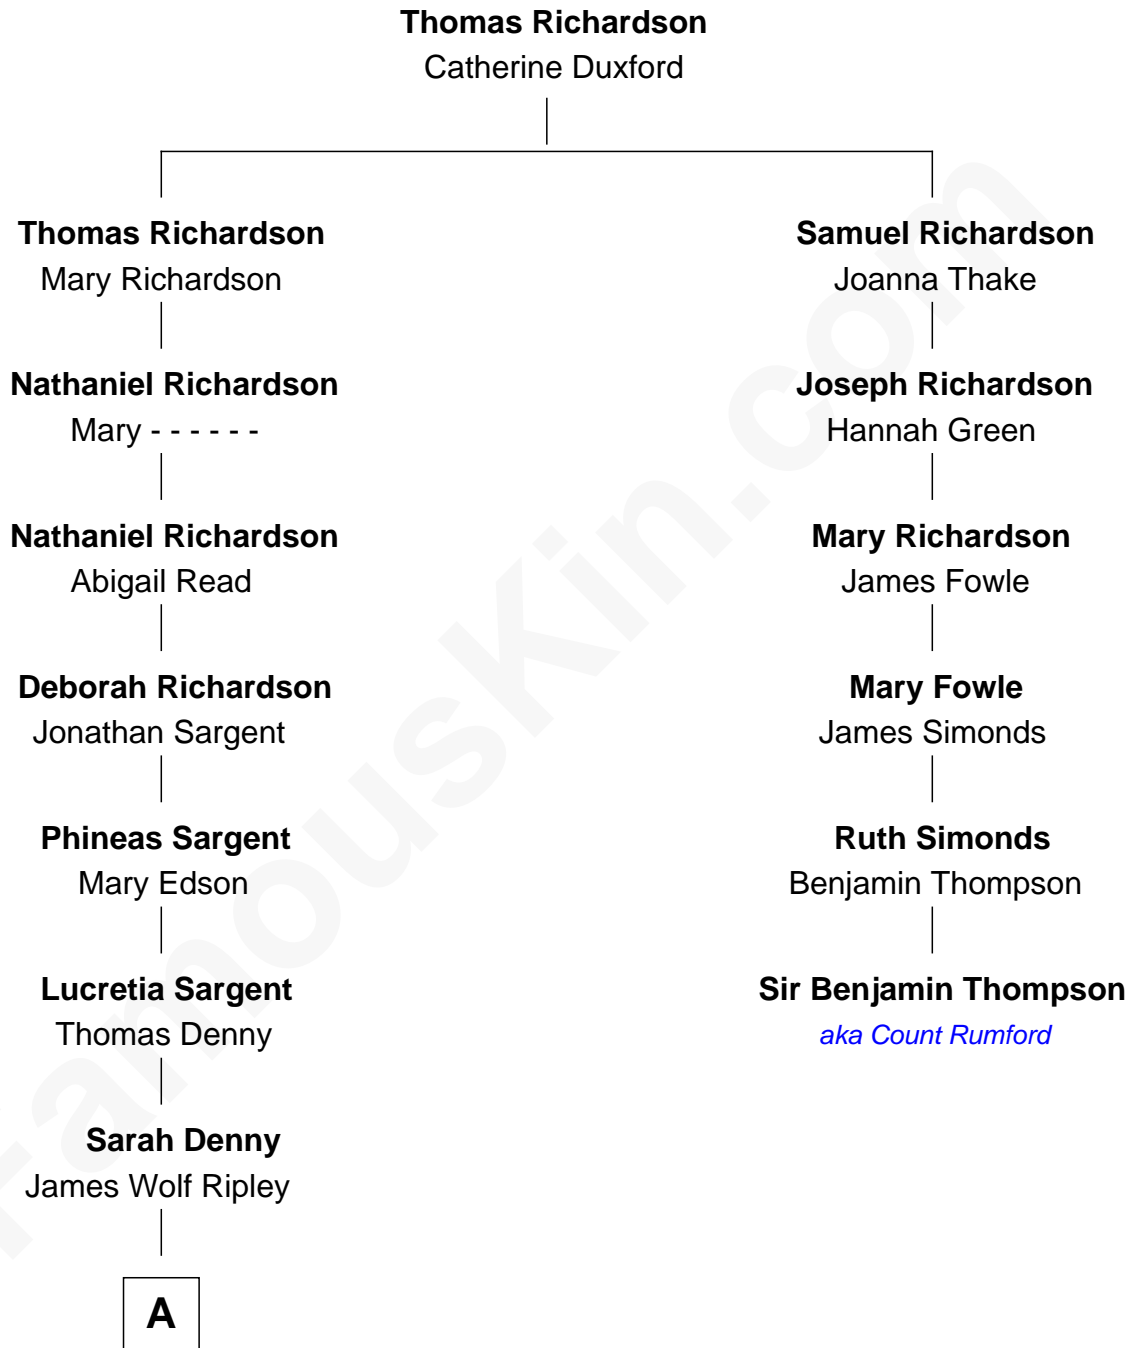 Thomas Richardson
Catherine Duxford
Thomas Richardson
Mary Richardson
Nathaniel Richardson
Mary - - - - - -
Nathaniel Richardson
Abigail Read
Deborah Richardson
Jonathan Sargent
Phineas Sargent
Mary Edson
Lucretia Sargent
Thomas Denny
Sarah Denny
James Wolf Ripley
A
Samuel Richardson
Joanna Thake
Joseph Richardson
Hannah Green
Mary Richardson
James Fowle
Mary Fowle
James Simonds
Ruth Simonds
Benjamin Thompson
Sir Benjamin Thompson
aka Count Rumford
FamousKin.com